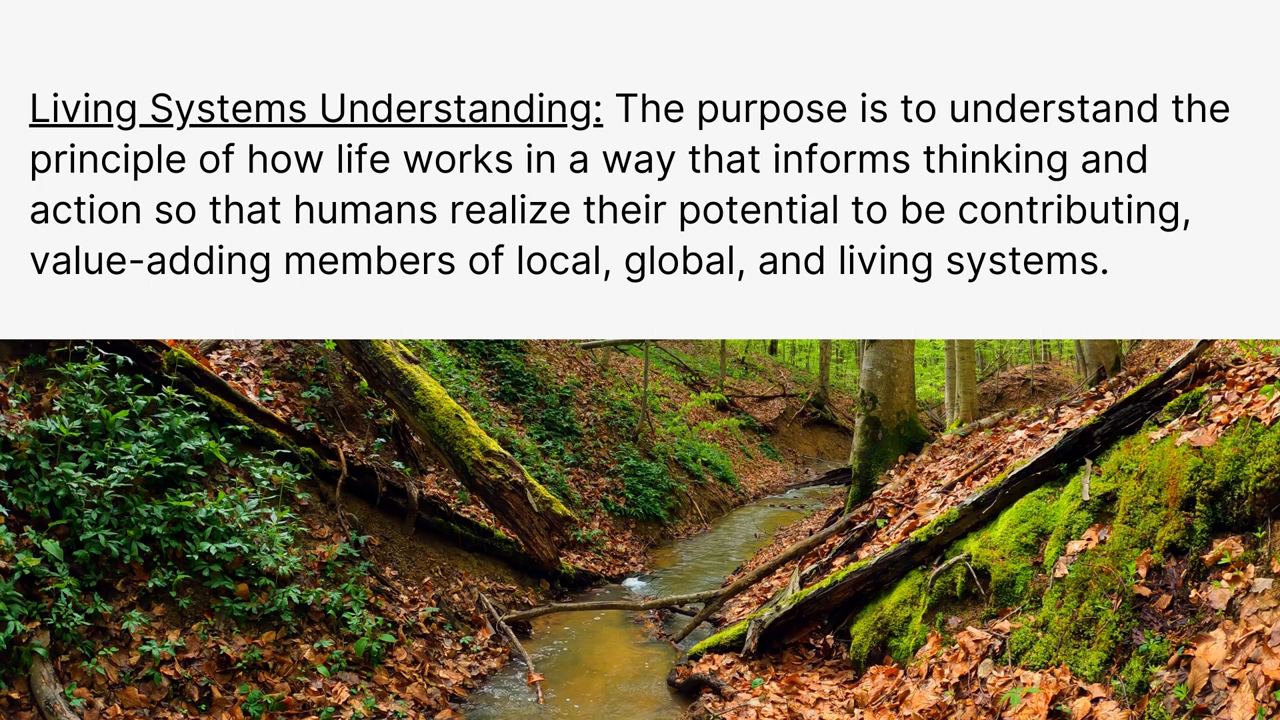 Living Systems Understanding: The purpose is to understand the
principle of how life works in a way that informs thinking and
action so that humans realize their potential to be contributing,
value-adding members of local, global, and living systems.